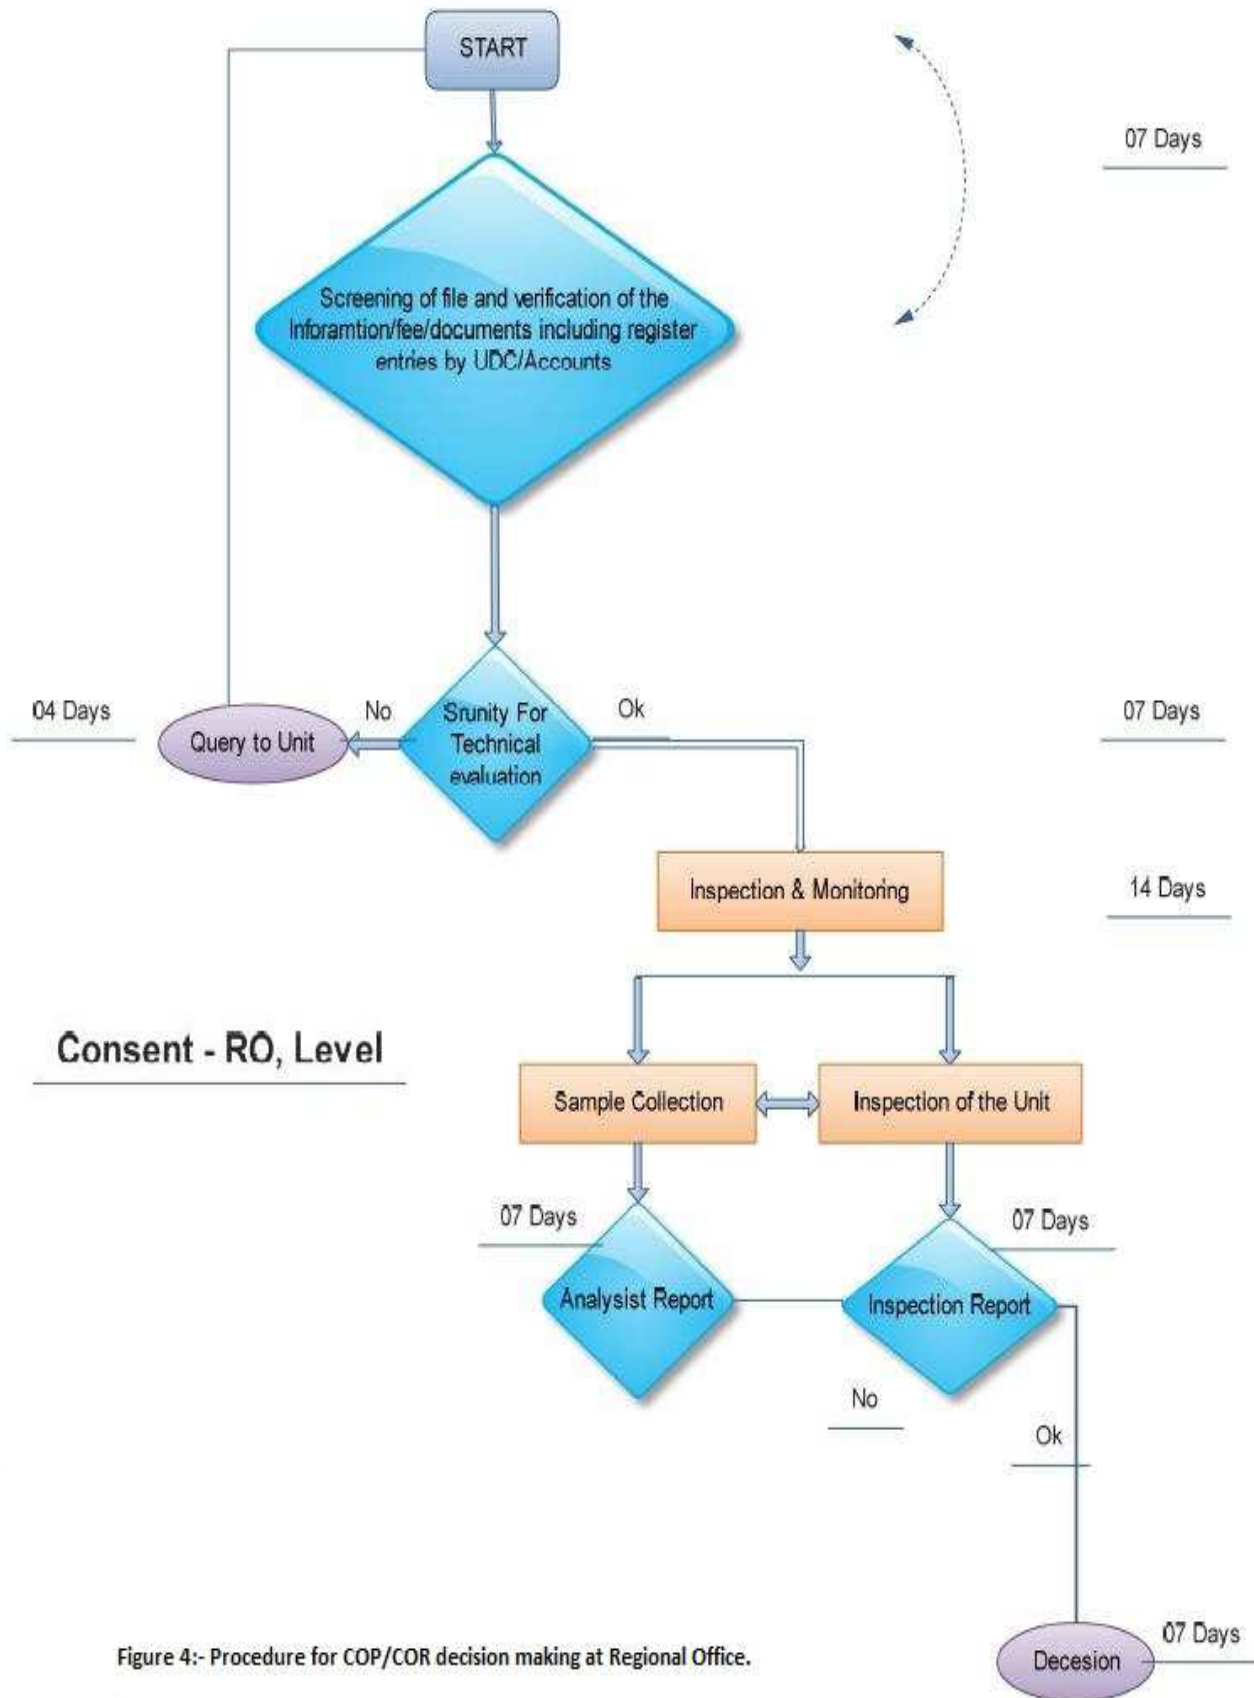 START
07 Days
Screening of file and verification of the
Inforamtion/fee/documents including register
entries by UDC/Accounts
04 Days
Query to Unit
No
Srunity For
Technical
evaluation
Ok
07 Days
Inspection & Monitoring
14 Days
Consent - RO, Level
Sample Collection
Inspection of the Unit
07 Days
07 Days
Analysist Report
Inspection Report
No
Ok
Decesion
07 Days
Figure 4:- Procedure for COP/COR decision making at Regional Office.